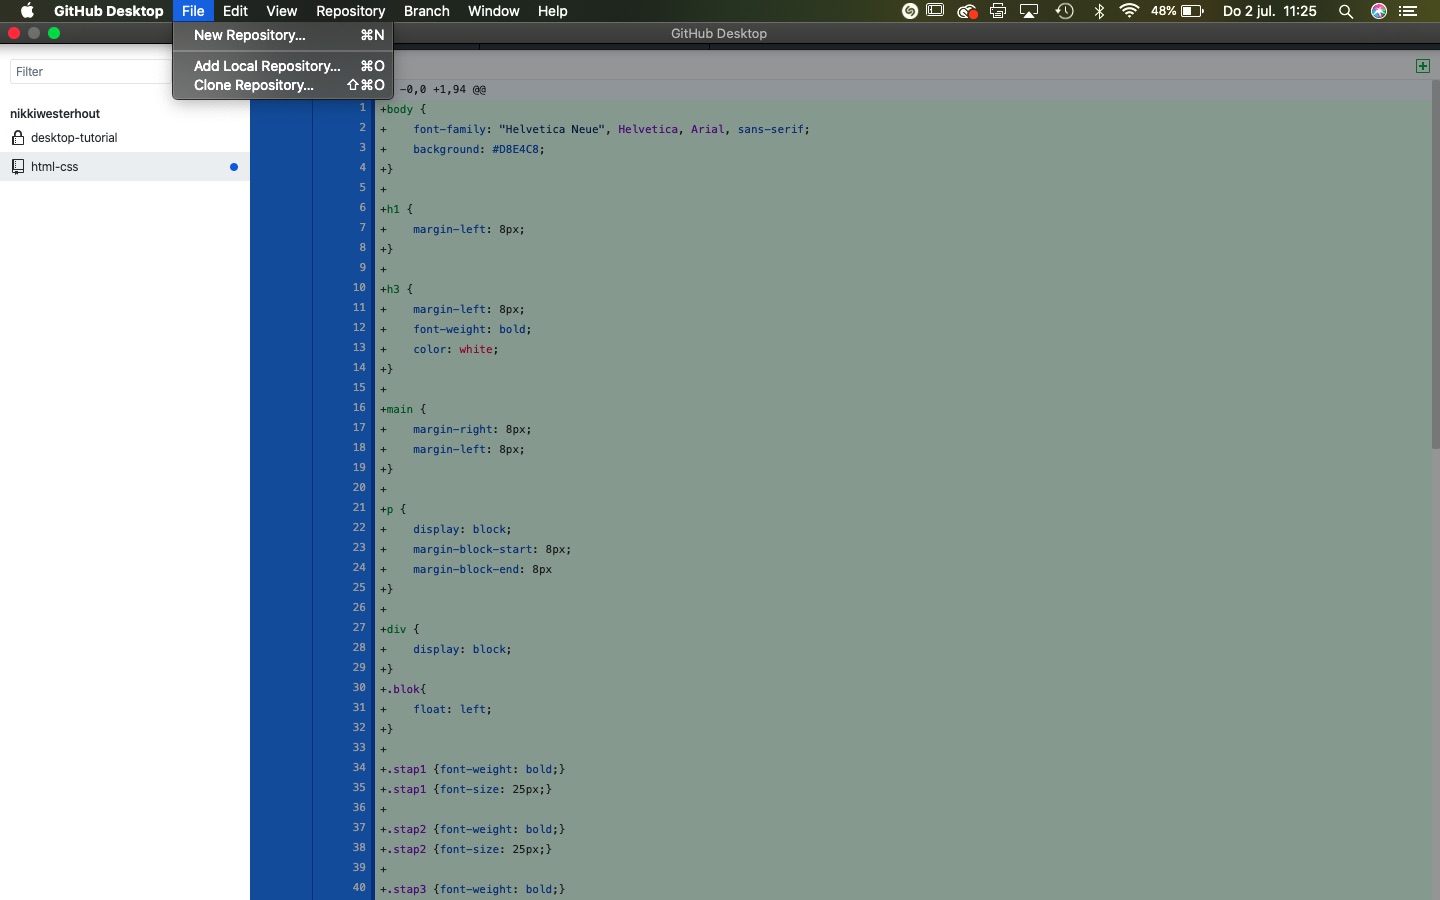 GitHub Desktop File Edit View Repository Branch Window Help 48% Do 2 jul. 11:25
GitHub Desktop
New Repository... ⌘N
Add Local Repository... ⌘O
Clone Repository... ⇧⌘O
Filter
nikkiwesterhout
desktop-tutorial
html-css
-0,0 +1,94 @@
1 +body {
2 + font-family: "Helvetica Neue", Helvetica, Arial, sans-serif;
3 + background: #D8E4C8;
4 +}
5 +
6 +h1 {
7 + margin-left: 8px;
8 +}
9 +
10 +h3 {
11 + margin-left: 8px;
12 + font-weight: bold;
13 + color: white;
14 +}
15 +
16 +main {
17 + margin-right: 8px;
18 + margin-left: 8px;
19 +}
20 +
21 +p {
22 + display: block;
23 + margin-block-start: 8px;
24 + margin-block-end: 8px
25 +}
26 +
27 +div {
28 + display: block;
29 +}
30 +.blok{
31 + float: left;
32 +}
33 +
34 +.stap1 {font-weight: bold;}
35 +.stap1 {font-size: 25px;}
36 +
37 +.stap2 {font-weight: bold;}
38 +.stap2 {font-size: 25px;}
39 +
40 +.stap3 {font-weight: bold;}